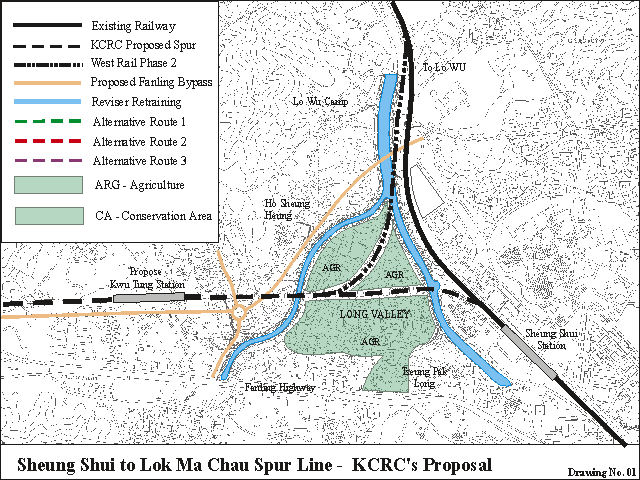 Existing Railway
KCRC Proposed Spur
West Rail Phase 2
Proposed Fanling Bypass
Reviser Retraining
Alternative Route 1
Alternative Route 2
Alternative Route 3
ARG - Agriculture
CA - Conservation Area
To Lo WU
Lo Wu Camp
Ho Sheung
Heung
AGR
AGR
Propose
Kwu Tung Station
LONG VALLEY
AGR
Sheung Shui
Station
Tseung Pak
Long
Fanling Highway
Sheung Shui to Lok Ma Chau Spur Line - KCRC's Proposal
Drawing No. 01